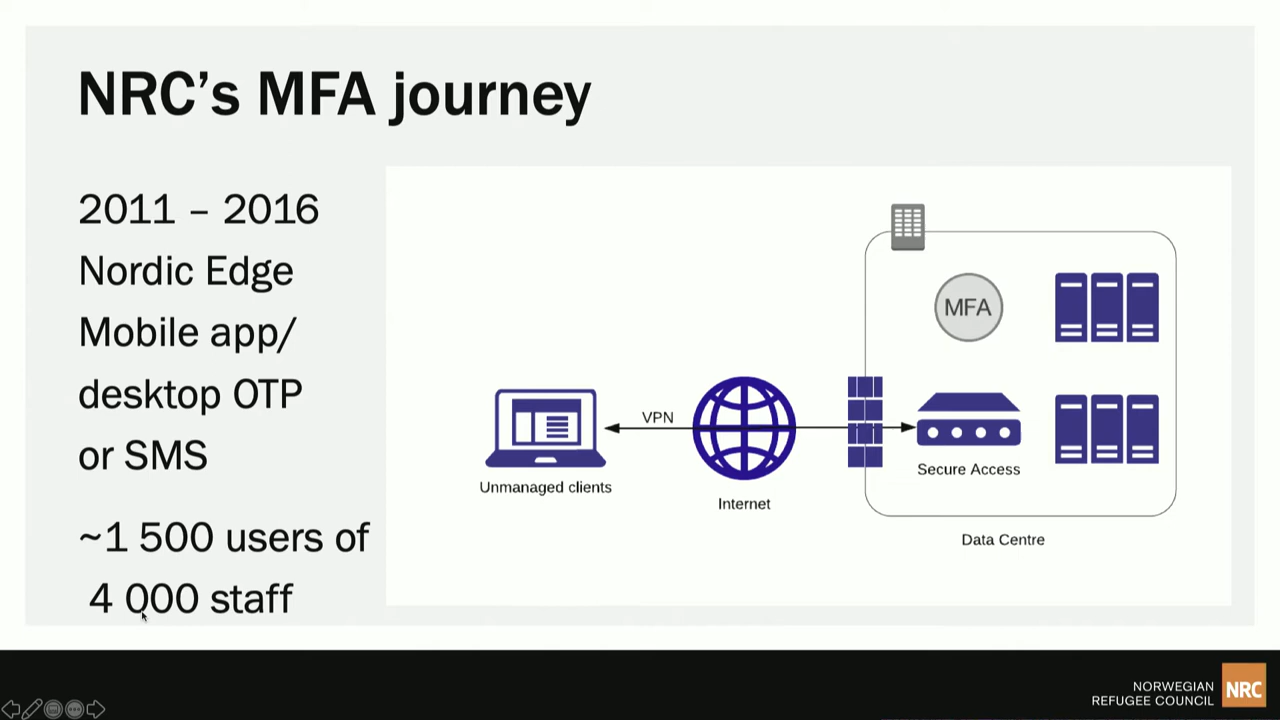 NRC’s MFA journey
2011 – 2016
Nordic Edge
Mobile app/
desktop OTP
or SMS
~1 500 users of
4 000 staff
MFA
VPN
Secure Access
Unmanaged clients
Internet
Data Centre
NORWEGIAN
REFUGEE COUNCIL
NRC